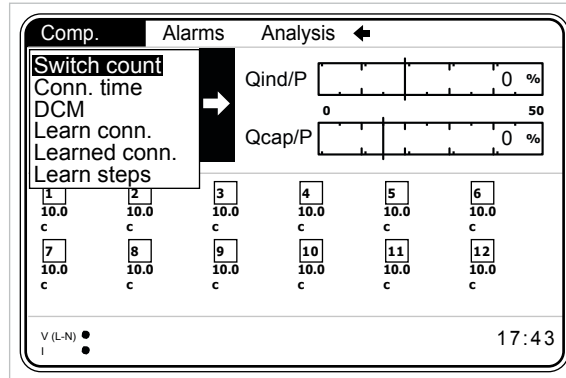 Comp. Alarms Analysis
Switch count
Conn. time
DCM
Learn conn.
Learned conn.
Learn steps
Qind/P 0 %
0 50
Qcap/P 0 %
1 2 3 4 5 6
10.0 10.0 10.0 10.0 10.0 10.0
c c c c c c
7 8 9 10 11 12
10.0 10.0 10.0 10.0 10.0 10.0
c c c c c c
V (L-N)
I
17:43